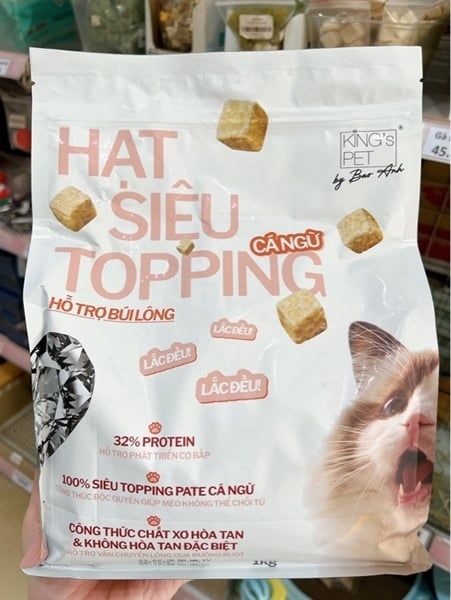 KING's
PET
by Bao Anh
HẠT
SIÊU
TOPPING
CÁ NGỪ
HỖ TRỢ BÚI LÔNG
LẮC ĐỀU!
LẮC ĐỀU!
LẮC ĐỀU!
32% PROTEIN
HỖ TRỢ PHÁT TRIỂN CƠ BẮP
100% SIÊU TOPPING PATE CÁ NGỪ
CÔNG THỨC ĐỘC QUYỀN GIÚP MÈO KHÔNG THỂ CHỐI TỪ
CÔNG THỨC CHẤT XƠ HÒA TAN
& KHÔNG HÒA TAN ĐẶC BIỆT
HỖ TRỢ VẬN CHUYỂN LÔNG QUA ĐƯỜNG RUỘT
1Kg
45.